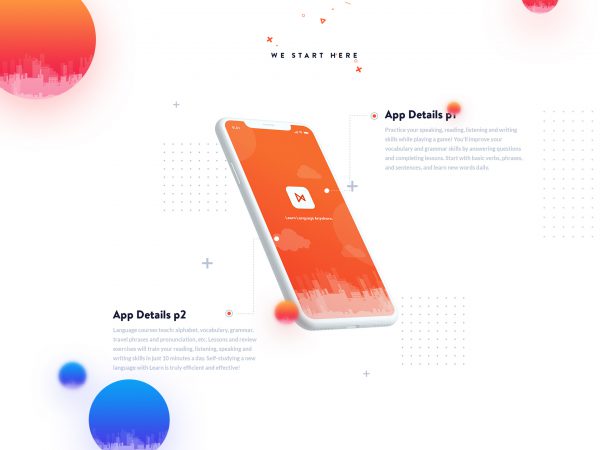 WE START HERE
App Details p1
Practice your speaking, reading, listening and writing
skills while playing a game! You'll improve your
vocabulary and grammar skills by answering questions
and completing lessons. Start with basic verbs, phrases,
and sentences, and learn new words daily.
9:41
Learn Language Anywhere.
App Details p2
Language courses teach: alphabet, vocabulary, grammar,
travel phrases and pronunciation, etc. Lessons and review
exercises will train your reading, listening, speaking and
writing skills in just 10 minutes a day. Self-studying a new
language with Learn is truly efficient and effective!